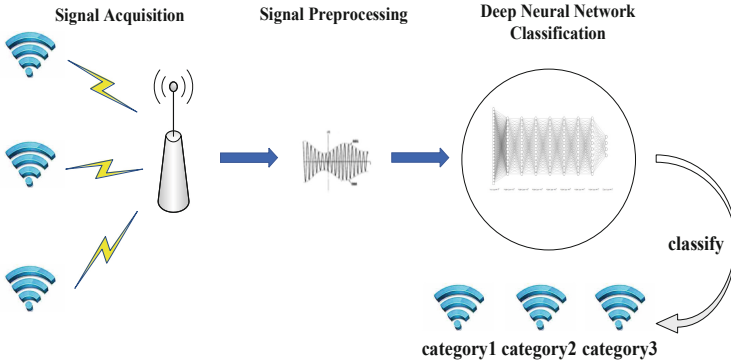 Signal Acquisition
Signal Preprocessing
Deep Neural Network
Classification
classify
category1 category2 category3